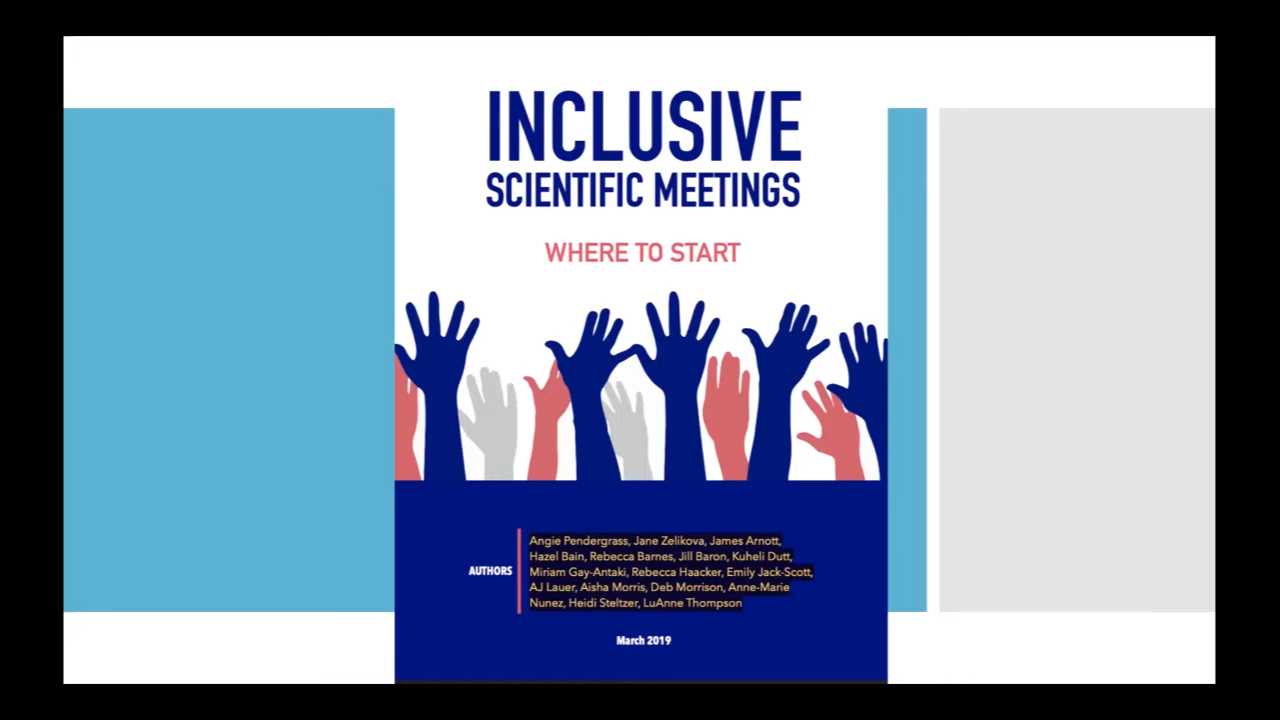 INCLUSIVE
SCIENTIFIC MEETINGS
WHERE TO START
AUTHORS
Angie Pendergrass, Jane Zelikova, James Arnott,
Hazel Bain, Rebecca Barnes, Jill Baron, Kuheli Dutt,
Miriam Gay-Antaki, Rebecca Haacker, Emily Jack-Scott,
AJ Lauer, Aisha Morris, Deb Morrison, Anne-Marie
Nunez, Heidi Steltzer, LuAnne Thompson
March 2019